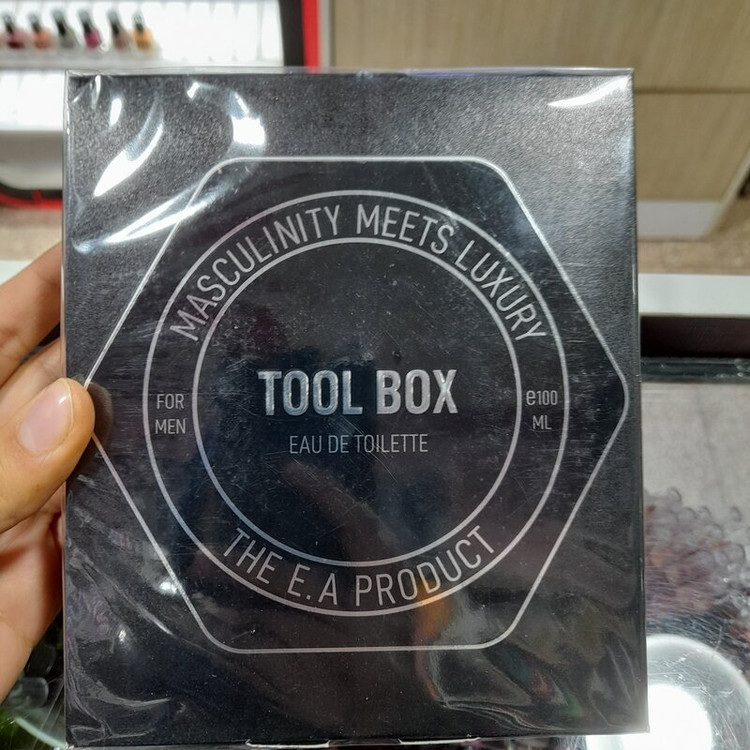 MASCULINITY MEETS LUXURY
TOOL BOX
EAU DE TOILETTE
FOR
MEN
e100
ML
THE E.A PRODUCT